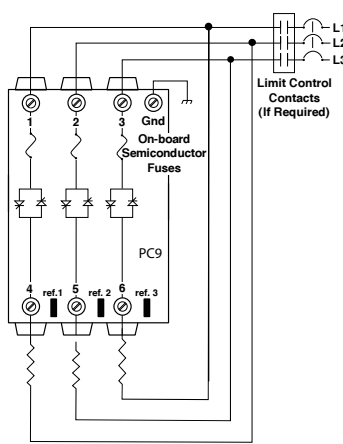 L1
L2
L3
Limit Control
Contacts
(If Required)
1
2
3
Gnd
On-board
Semiconductor
Fuses
PC9
4
ref.1
5
ref. 2
6
ref. 3